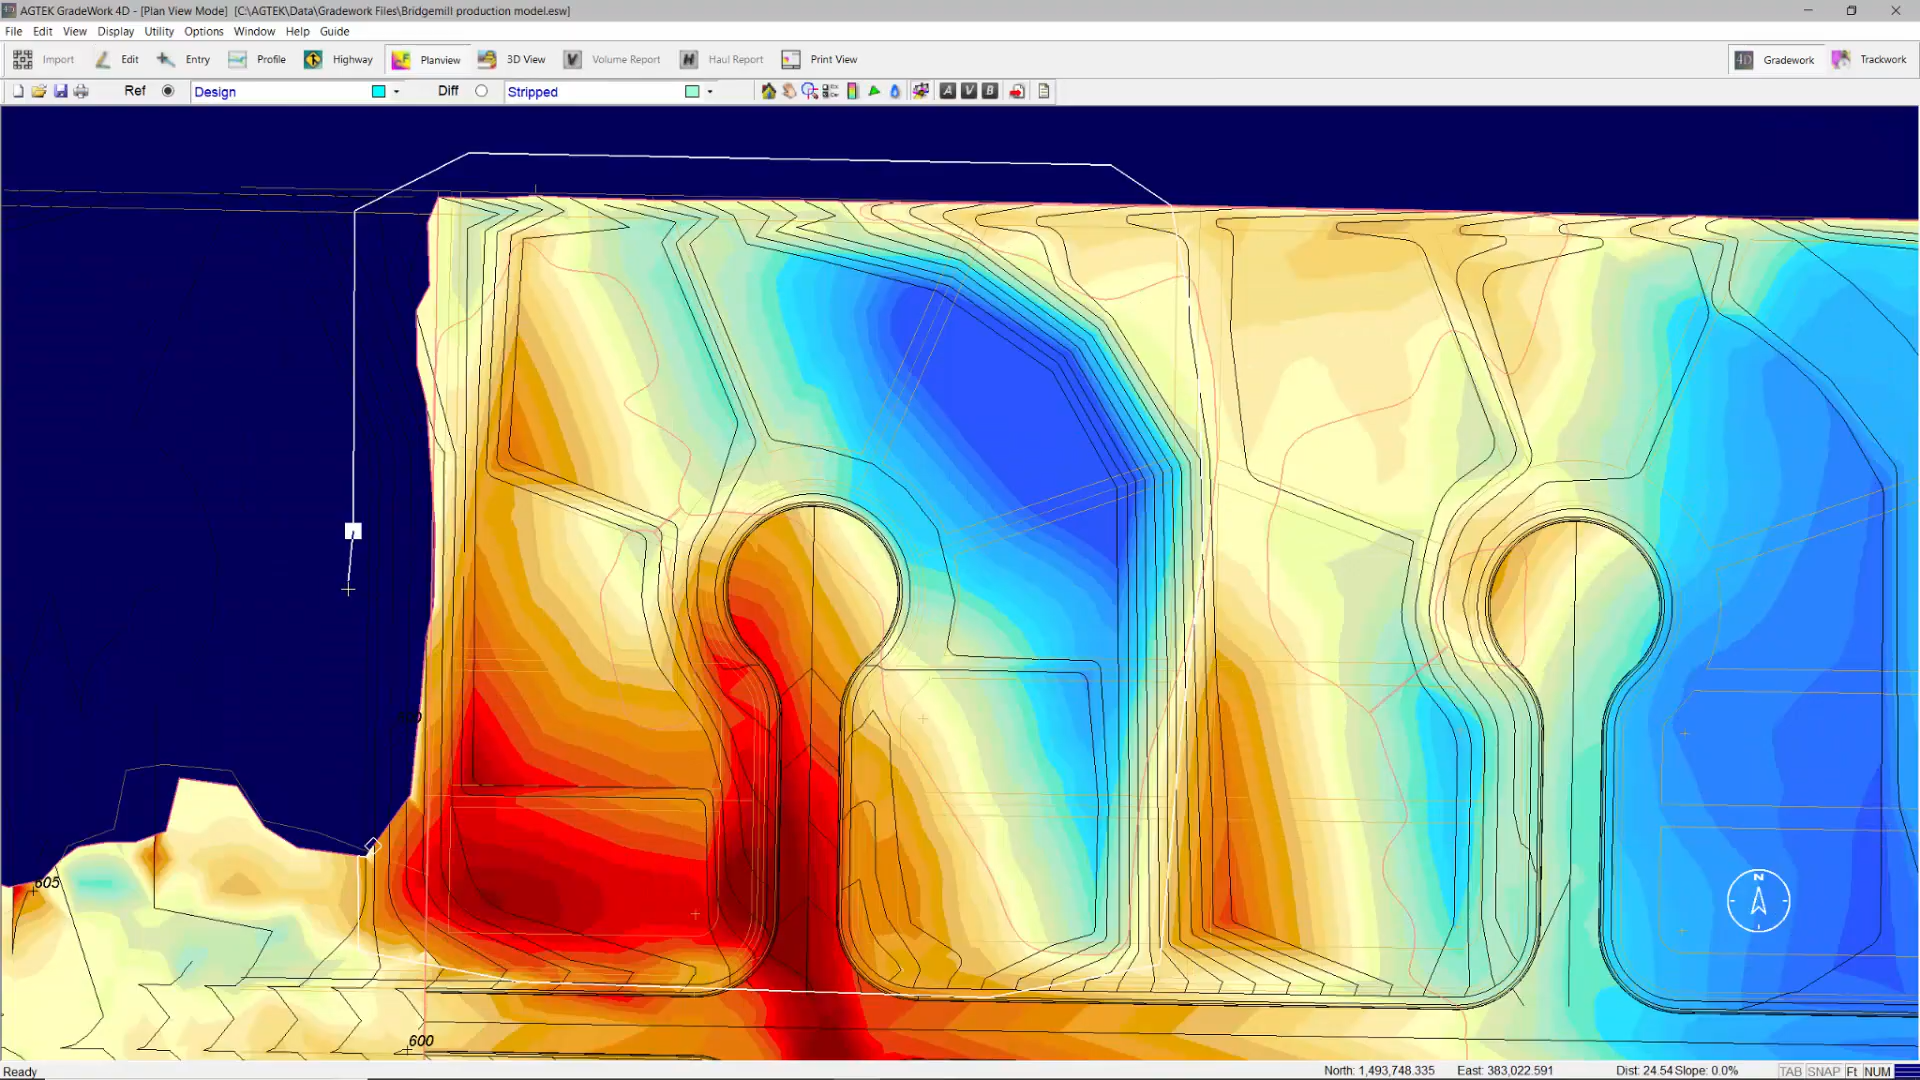 AGTEK GradeWork 4D - [Plan View Mode] [C:\AGTEK\Data\Gradework Files\Bridgemill production model.esw]
File Edit View Display Utility Options Window Help Guide
Import Edit Entry Profile Highway Planview 3D View V Volume Report H Haul Report Print View 4D Gradework Trackwork
Ref Design Diff Stripped A V B
605
600
N
Ready North: 1,493,748.335 East: 383,022.591 Dist: 24.54 Slope: 0.0% TAB SNAP Ft NUM